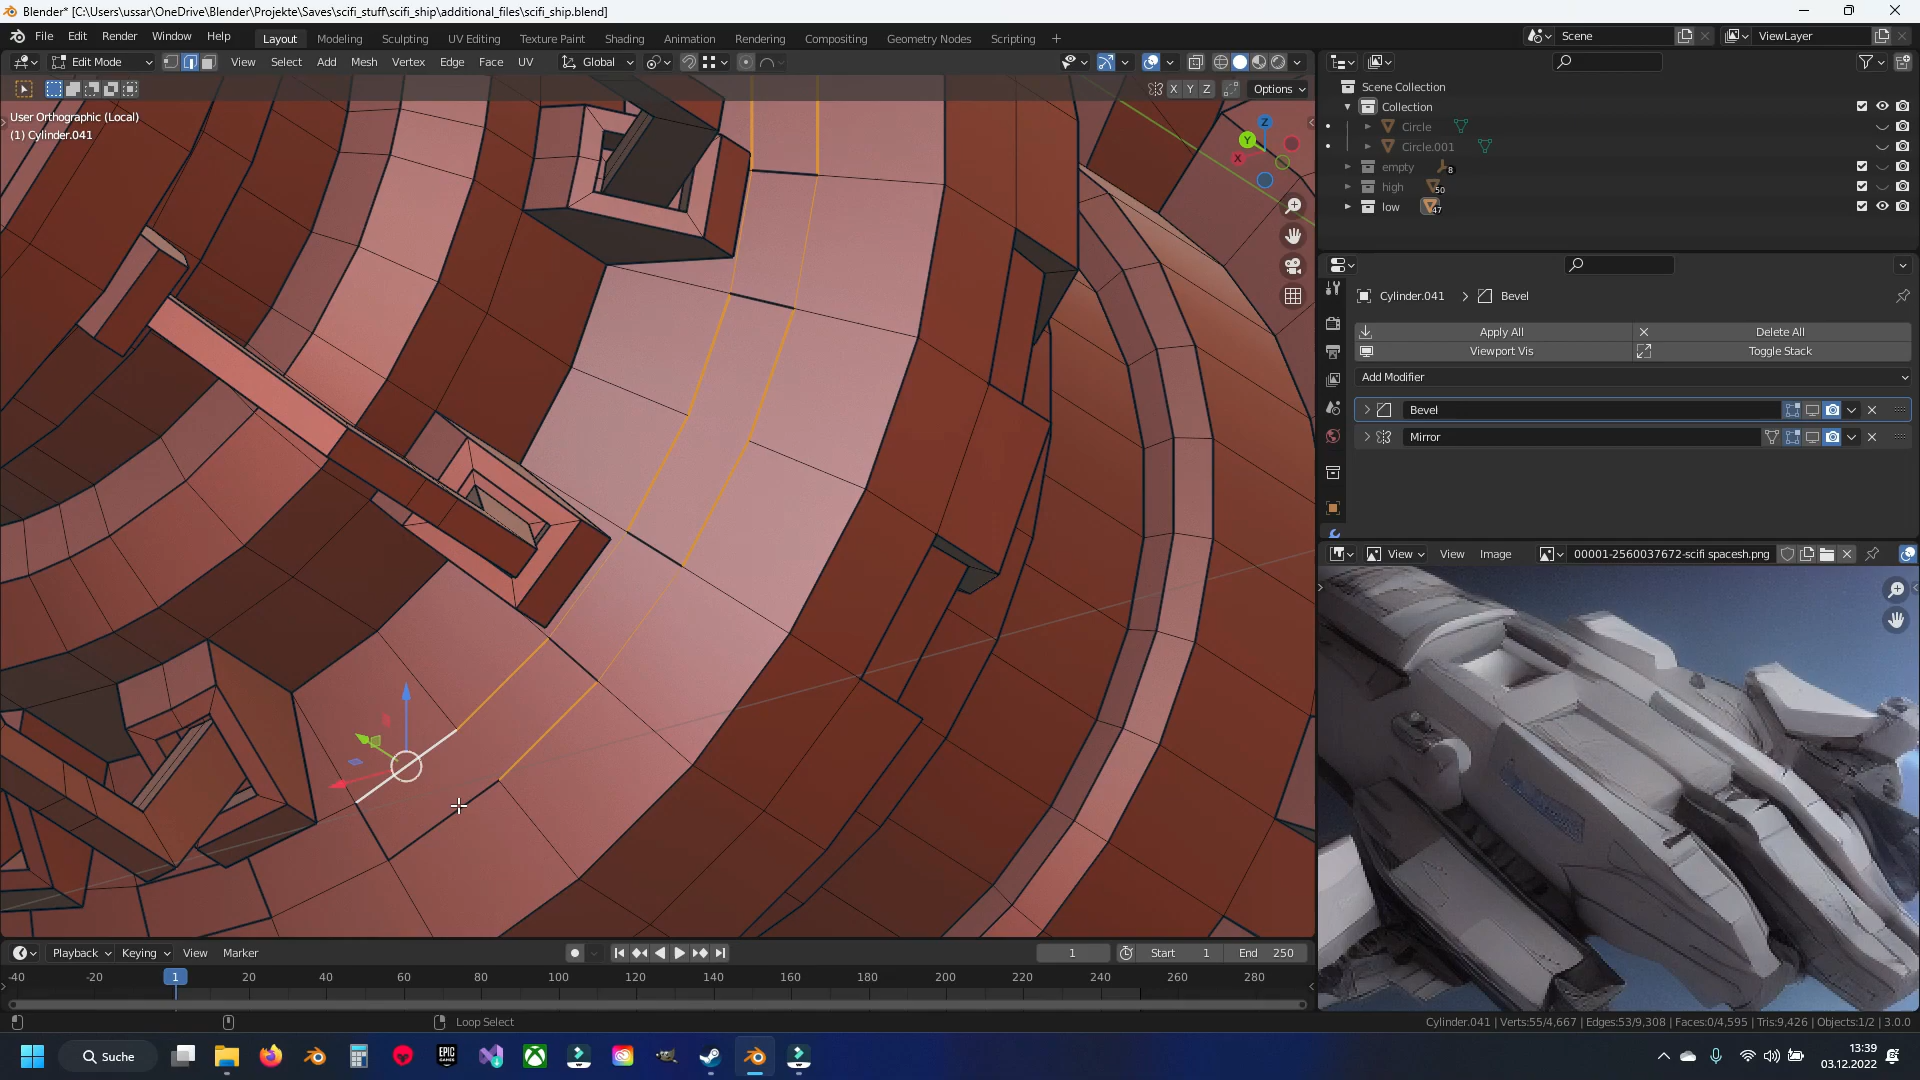 Blender* [C:\Users\ussar\OneDrive\Blender\Projekte\Saves\scifi_stuff\scifi_ship\additional_files\scifi_ship.blend]
File Edit Render Window Help Layout Modeling Sculpting UV Editing Texture Paint Shading Animation Rendering Compositing Geometry Nodes Scripting + Scene ViewLayer
Edit Mode View Select Add Mesh Vertex Edge Face UV Global
X Y Z Options
User Orthographic (Local)
(1) Cylinder.041
Z
Y
X
Scene Collection
Collection
Circle
Circle.001
empty 8
high 50
low 47
Cylinder.041 Bevel
Apply All Delete All
Viewport Vis Toggle Stack
Add Modifier
Bevel
Mirror
View View Image 00001-2560037672-scifi spacesh.png
Playback Keying View Marker 1 Start 1 End 250
-40 -20 1 20 40 60 80 100 120 140 160 180 200 220 240 260 280
Loop Select
Cylinder.041 | Verts:55/4,667 | Edges:53/9,308 | Faces:0/4,595 | Tris:9,426 | Objects:1/2 | 3.0.0
Suche
EPIC GAMES
13:39
03.12.2022